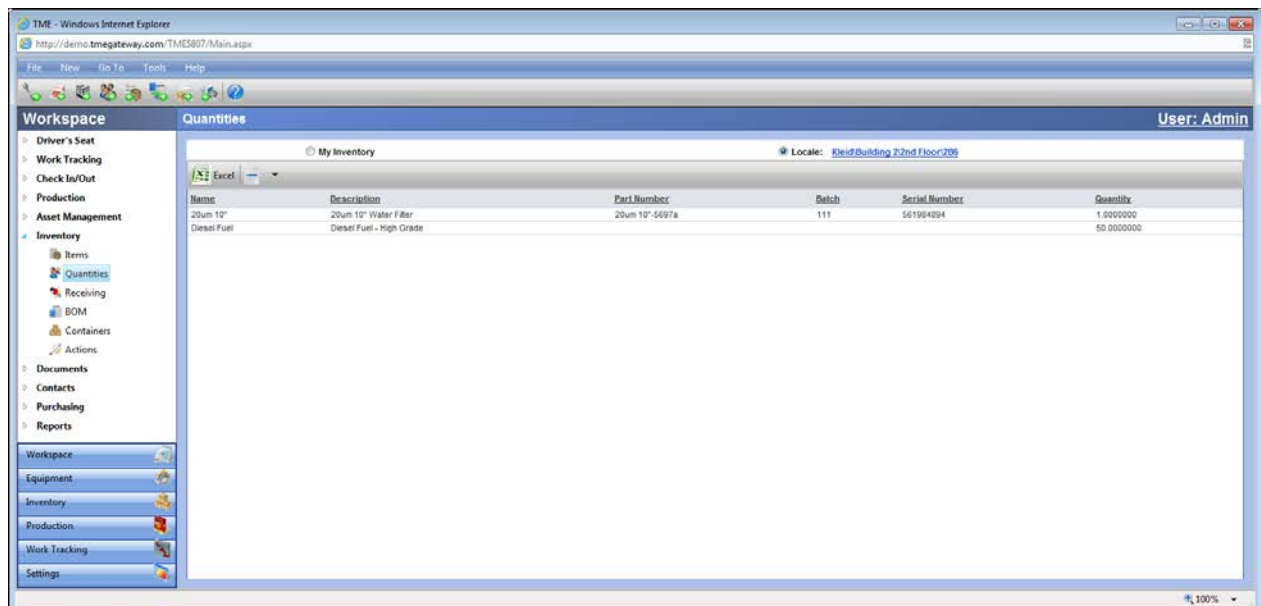 TME - Windows Internet Explorer
http://demo.tmegateway.com/TME5807/Main.aspx
File New Go To Tools Help
Workspace Quantities User: Admin
Driver's Seat
My Inventory Locale: Kleid\Building 2\2nd Floor\2B6
Work Tracking
Check In/Out
Excel
Production
Name Description Part Number Batch Serial Number Quantity
Asset Management
20um 10" 20um 10" Water Filter 20um 10"-5697a 111 561984894 1.0000000
Diesel Fuel Diesel Fuel - High Grade 50.0000000
Inventory
Items
Quantities
Receiving
BOM
Containers
Actions
Documents
Contacts
Purchasing
Reports
Workspace
Equipment
Inventory
Production
Work Tracking
Settings
100%